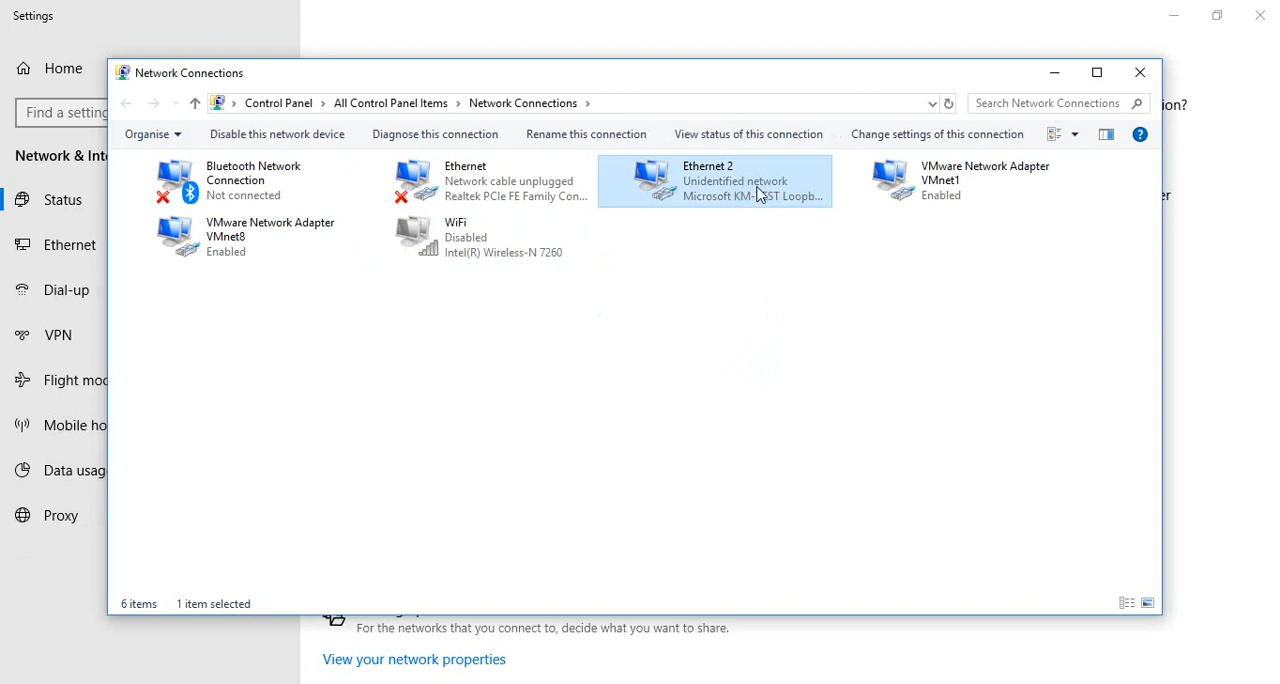 Settings
Home
Find a setting
Network & Int
Status
Ethernet
Dial-up
VPN
Flight mod
Mobile ho
Data usag
Proxy
Network Connections
Control Panel > All Control Panel Items > Network Connections >
Search Network Connections
Organise
Disable this network device
Diagnose this connection
Rename this connection
View status of this connection
Change settings of this connection
Bluetooth Network
Connection
Not connected
Ethernet
Network cable unplugged
Realtek PCIe FE Family Con...
Ethernet 2
Unidentified network
Microsoft KM- ST Loopb...
VMware Network Adapter
VMnet1
Enabled
VMware Network Adapter
VMnet8
Enabled
WiFi
Disabled
Intel(R) Wireless-N 7260
6 items
1 item selected
ion?
er
For the networks that you connect to, decide what you want to share.
View your network properties